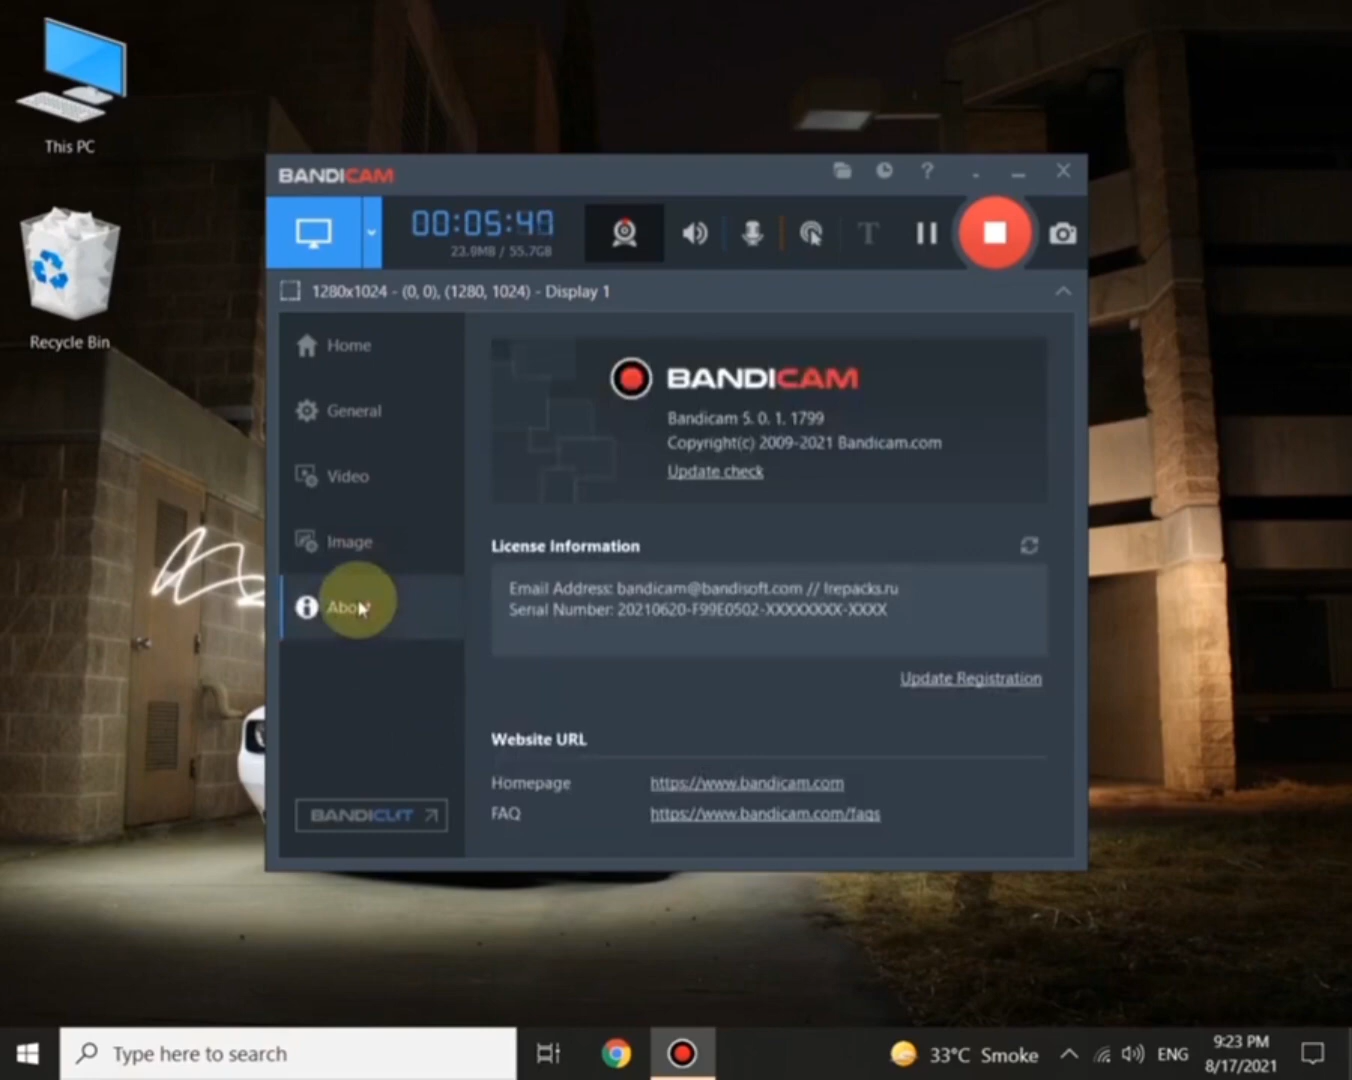 This PC
Recycle Bin
BANDICAM
?
00:05:47
23.9MB / 55.7GB
T
1280x1024 - (0, 0), (1280, 1024) - Display 1
Home
General
Video
Image
About
BANDICUT
BANDICAM
Bandicam 5. 0. 1. 1799
Copyright(c) 2009-2021 Bandicam.com
Update check
License Information
Email Address: bandicam@bandisoft.com // lrepacks.ru
Serial Number: 20210620-F99E0502-XXXXXXXX-XXXX
Update Registration
Website URL
Homepage https://www.bandicam.com
FAQ https://www.bandicam.com/faqs
Type here to search
33°C Smoke
ENG
9:23 PM
8/17/2021